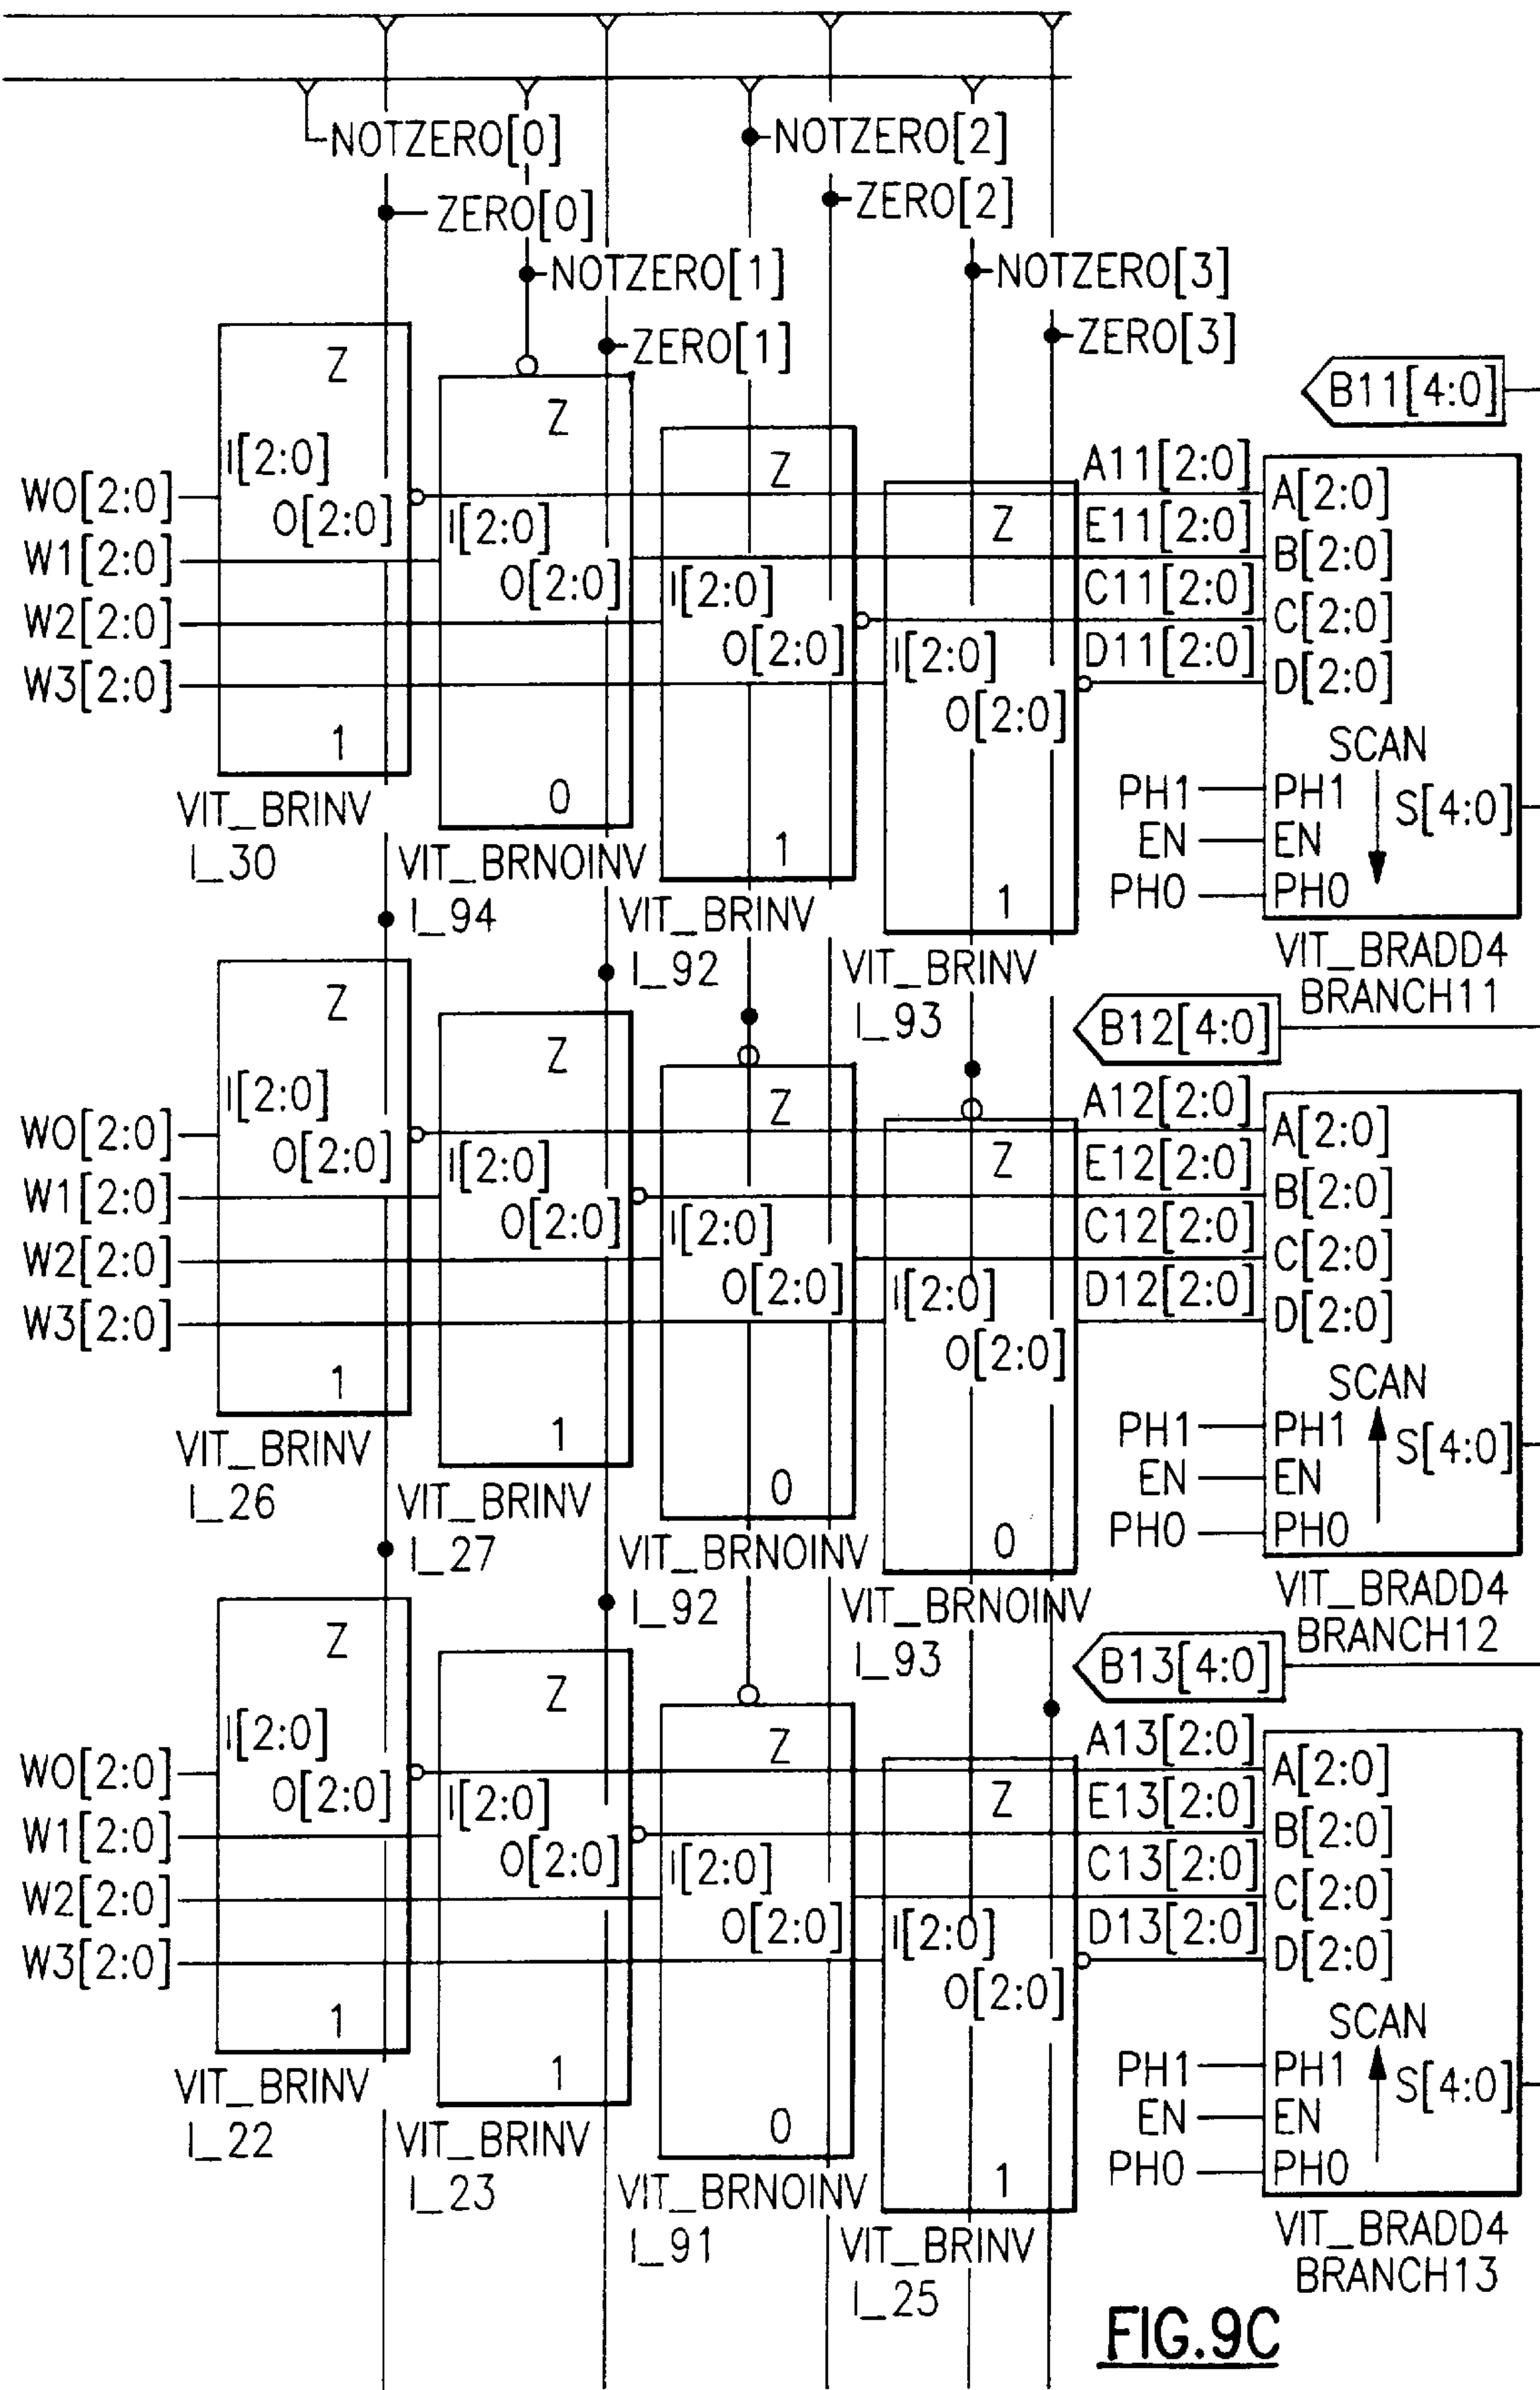 NOTZERO[0]
NOTZERO[2]
ZERO[0]
ZERO[2]
NOTZERO[1]
NOTZERO[3]
ZERO[1]
ZERO[3]
B11[4:0]
W0[2:0]
W1[2:0]
W2[2:0]
W3[2:0]
Z
I[2:0]
O[2:0]
1
VIT_BRINV
I_30
Z
I[2:0]
O[2:0]
0
VIT_BRNOINV
I_94
Z
I[2:0]
O[2:0]
1
VIT_BRINV
I_92
Z
I[2:0]
O[2:0]
1
VIT_BRINV
I_93
A11[2:0]
E11[2:0]
C11[2:0]
D11[2:0]
PH1
EN
PH0
A[2:0]
B[2:0]
C[2:0]
D[2:0]
SCAN
PH1
EN
PH0
S[4:0]
VIT_BRADD4
BRANCH11
B12[4:0]
W0[2:0]
W1[2:0]
W2[2:0]
W3[2:0]
Z
I[2:0]
O[2:0]
1
VIT_BRINV
I_26
Z
I[2:0]
O[2:0]
1
VIT_BRINV
I_27
Z
I[2:0]
O[2:0]
0
VIT_BRNOINV
I_92
Z
I[2:0]
O[2:0]
0
VIT_BRNOINV
I_93
A12[2:0]
E12[2:0]
C12[2:0]
D12[2:0]
PH1
EN
PH0
A[2:0]
B[2:0]
C[2:0]
D[2:0]
SCAN
PH1
EN
PH0
S[4:0]
VIT_BRADD4
BRANCH12
B13[4:0]
W0[2:0]
W1[2:0]
W2[2:0]
W3[2:0]
Z
I[2:0]
O[2:0]
1
VIT_BRINV
I_22
Z
I[2:0]
O[2:0]
1
VIT_BRINV
I_23
Z
I[2:0]
O[2:0]
0
VIT_BRNOINV
I_91
Z
I[2:0]
O[2:0]
1
VIT_BRINV
I_25
A13[2:0]
E13[2:0]
C13[2:0]
D13[2:0]
PH1
EN
PH0
A[2:0]
B[2:0]
C[2:0]
D[2:0]
SCAN
PH1
EN
PH0
S[4:0]
VIT_BRADD4
BRANCH13
FIG.9C